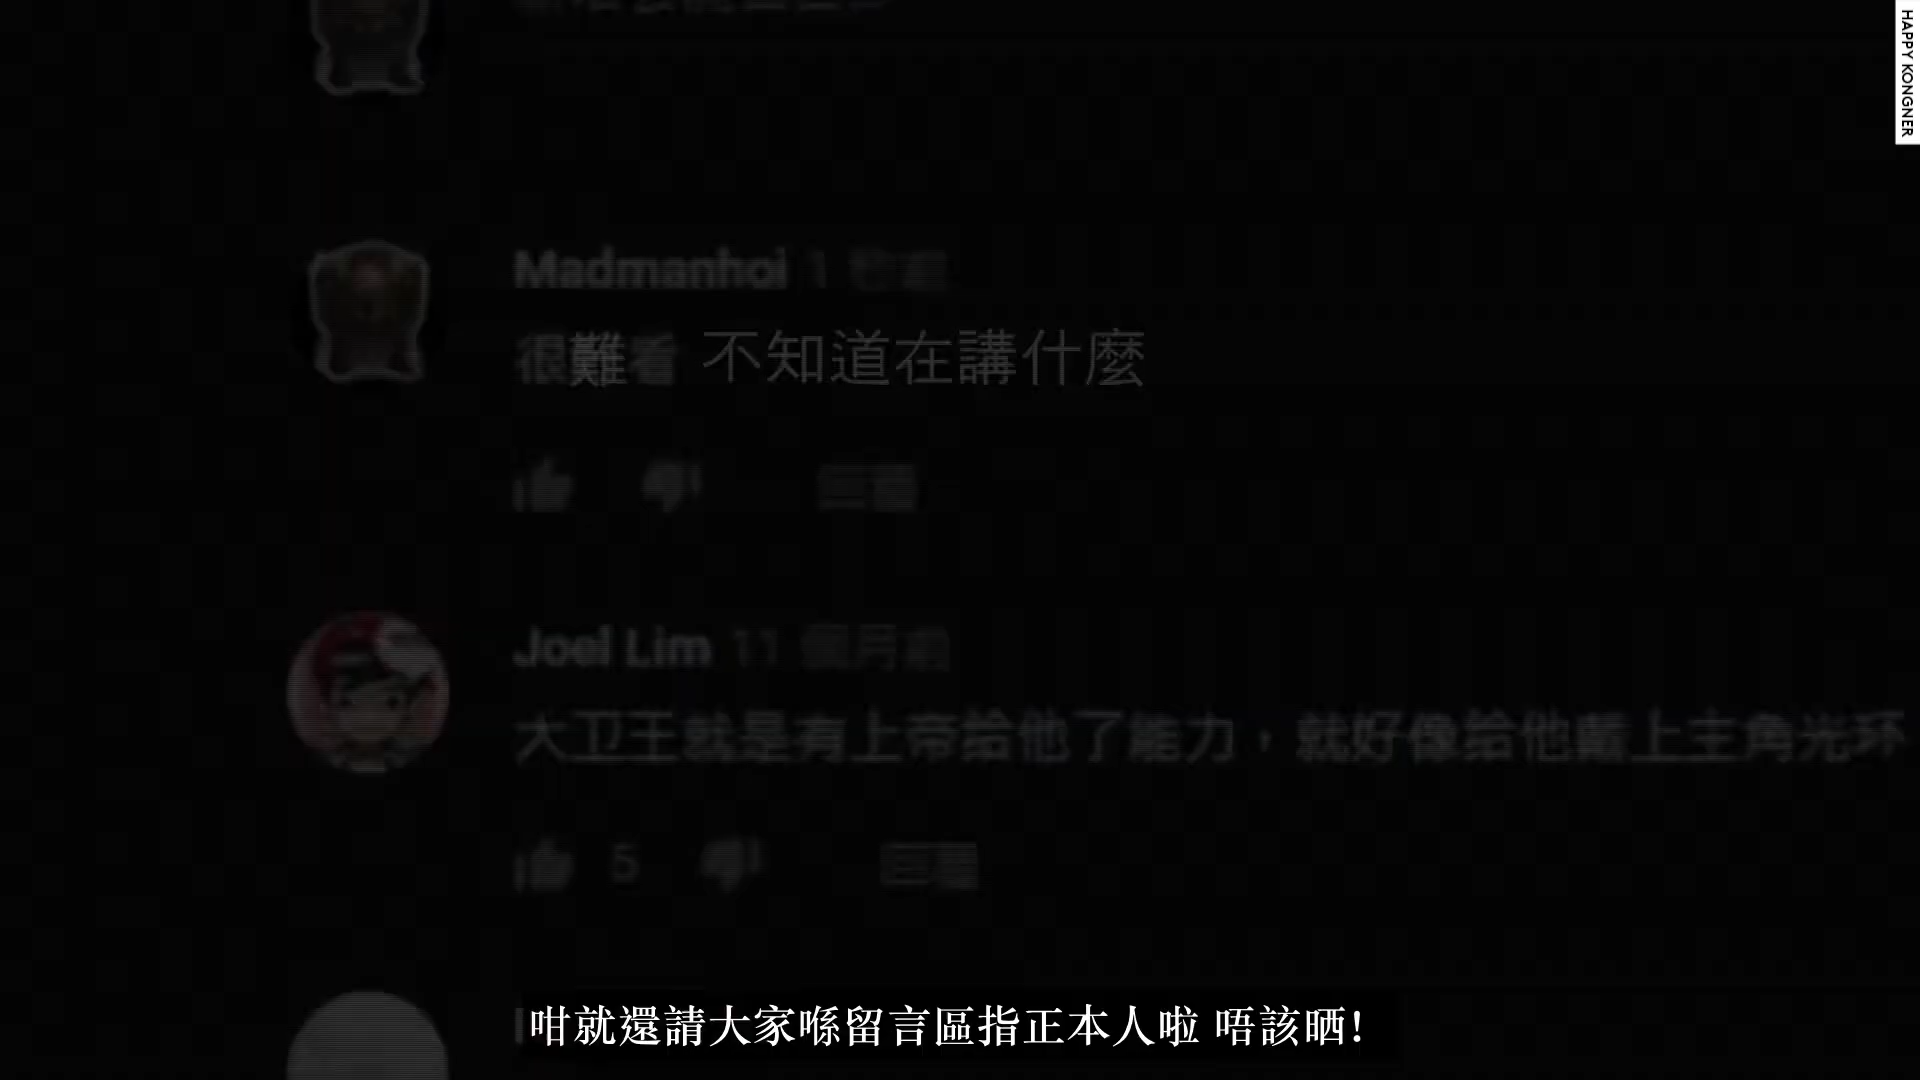 HAPPY KONGNER
Madmanhoi 1
很難看 不知道在講什麼
Joel Lim 11 個月前
大卫王就是有上帝給他了能力，就好像給他戴上主角光环
5
咁就還請大家喺留言區指正本人啦 唔該晒!